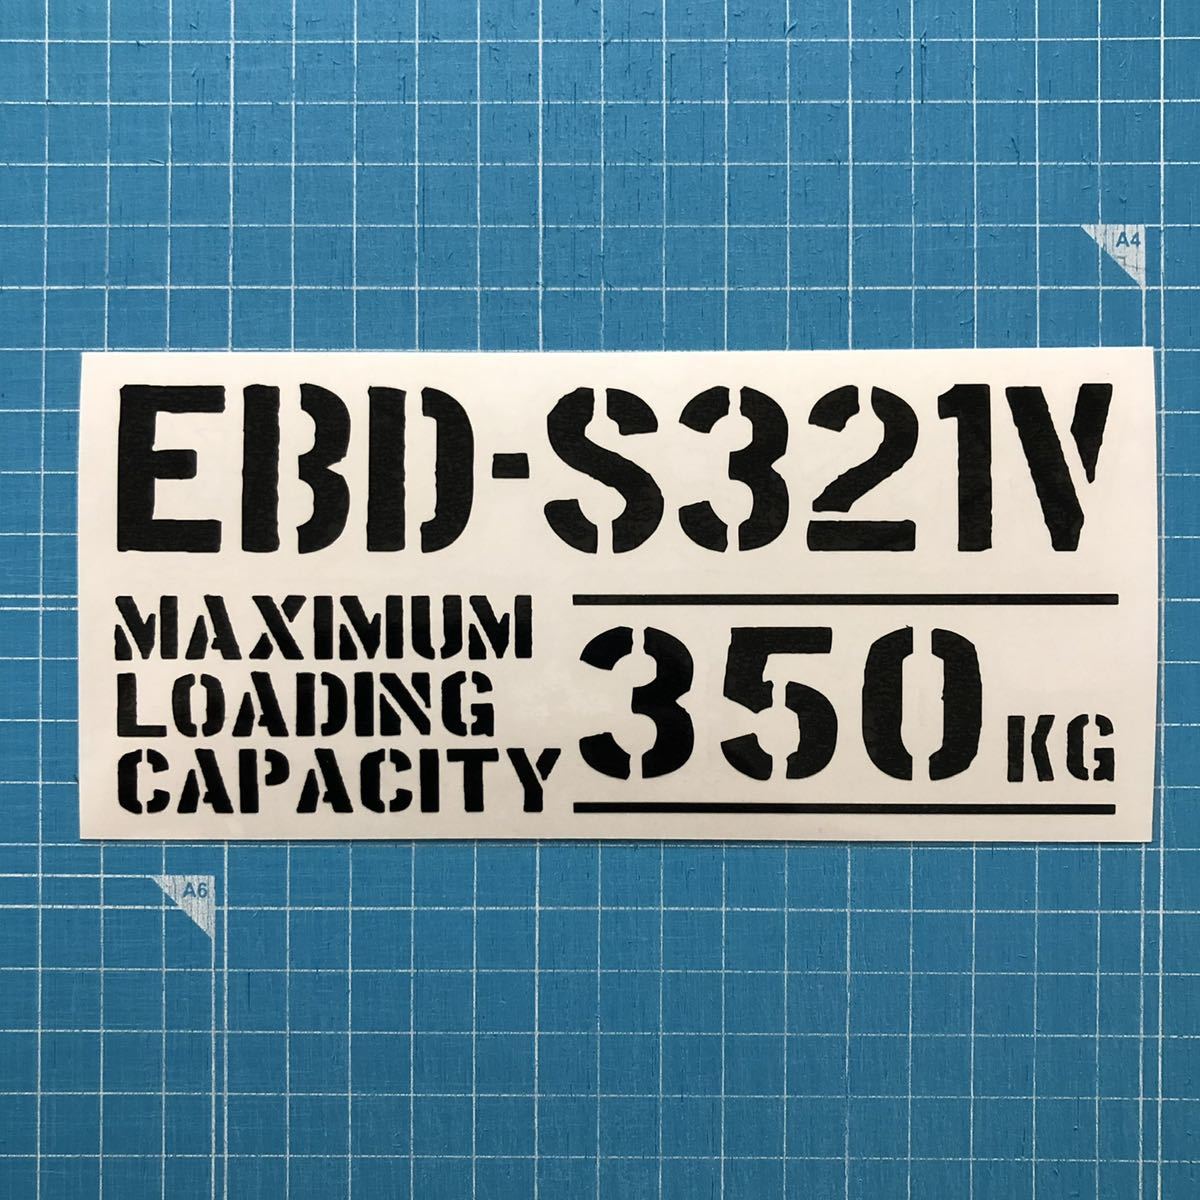 A4
EBD-S321V
MAXIMUM
LOADING
CAPACITY
350 KG
A6